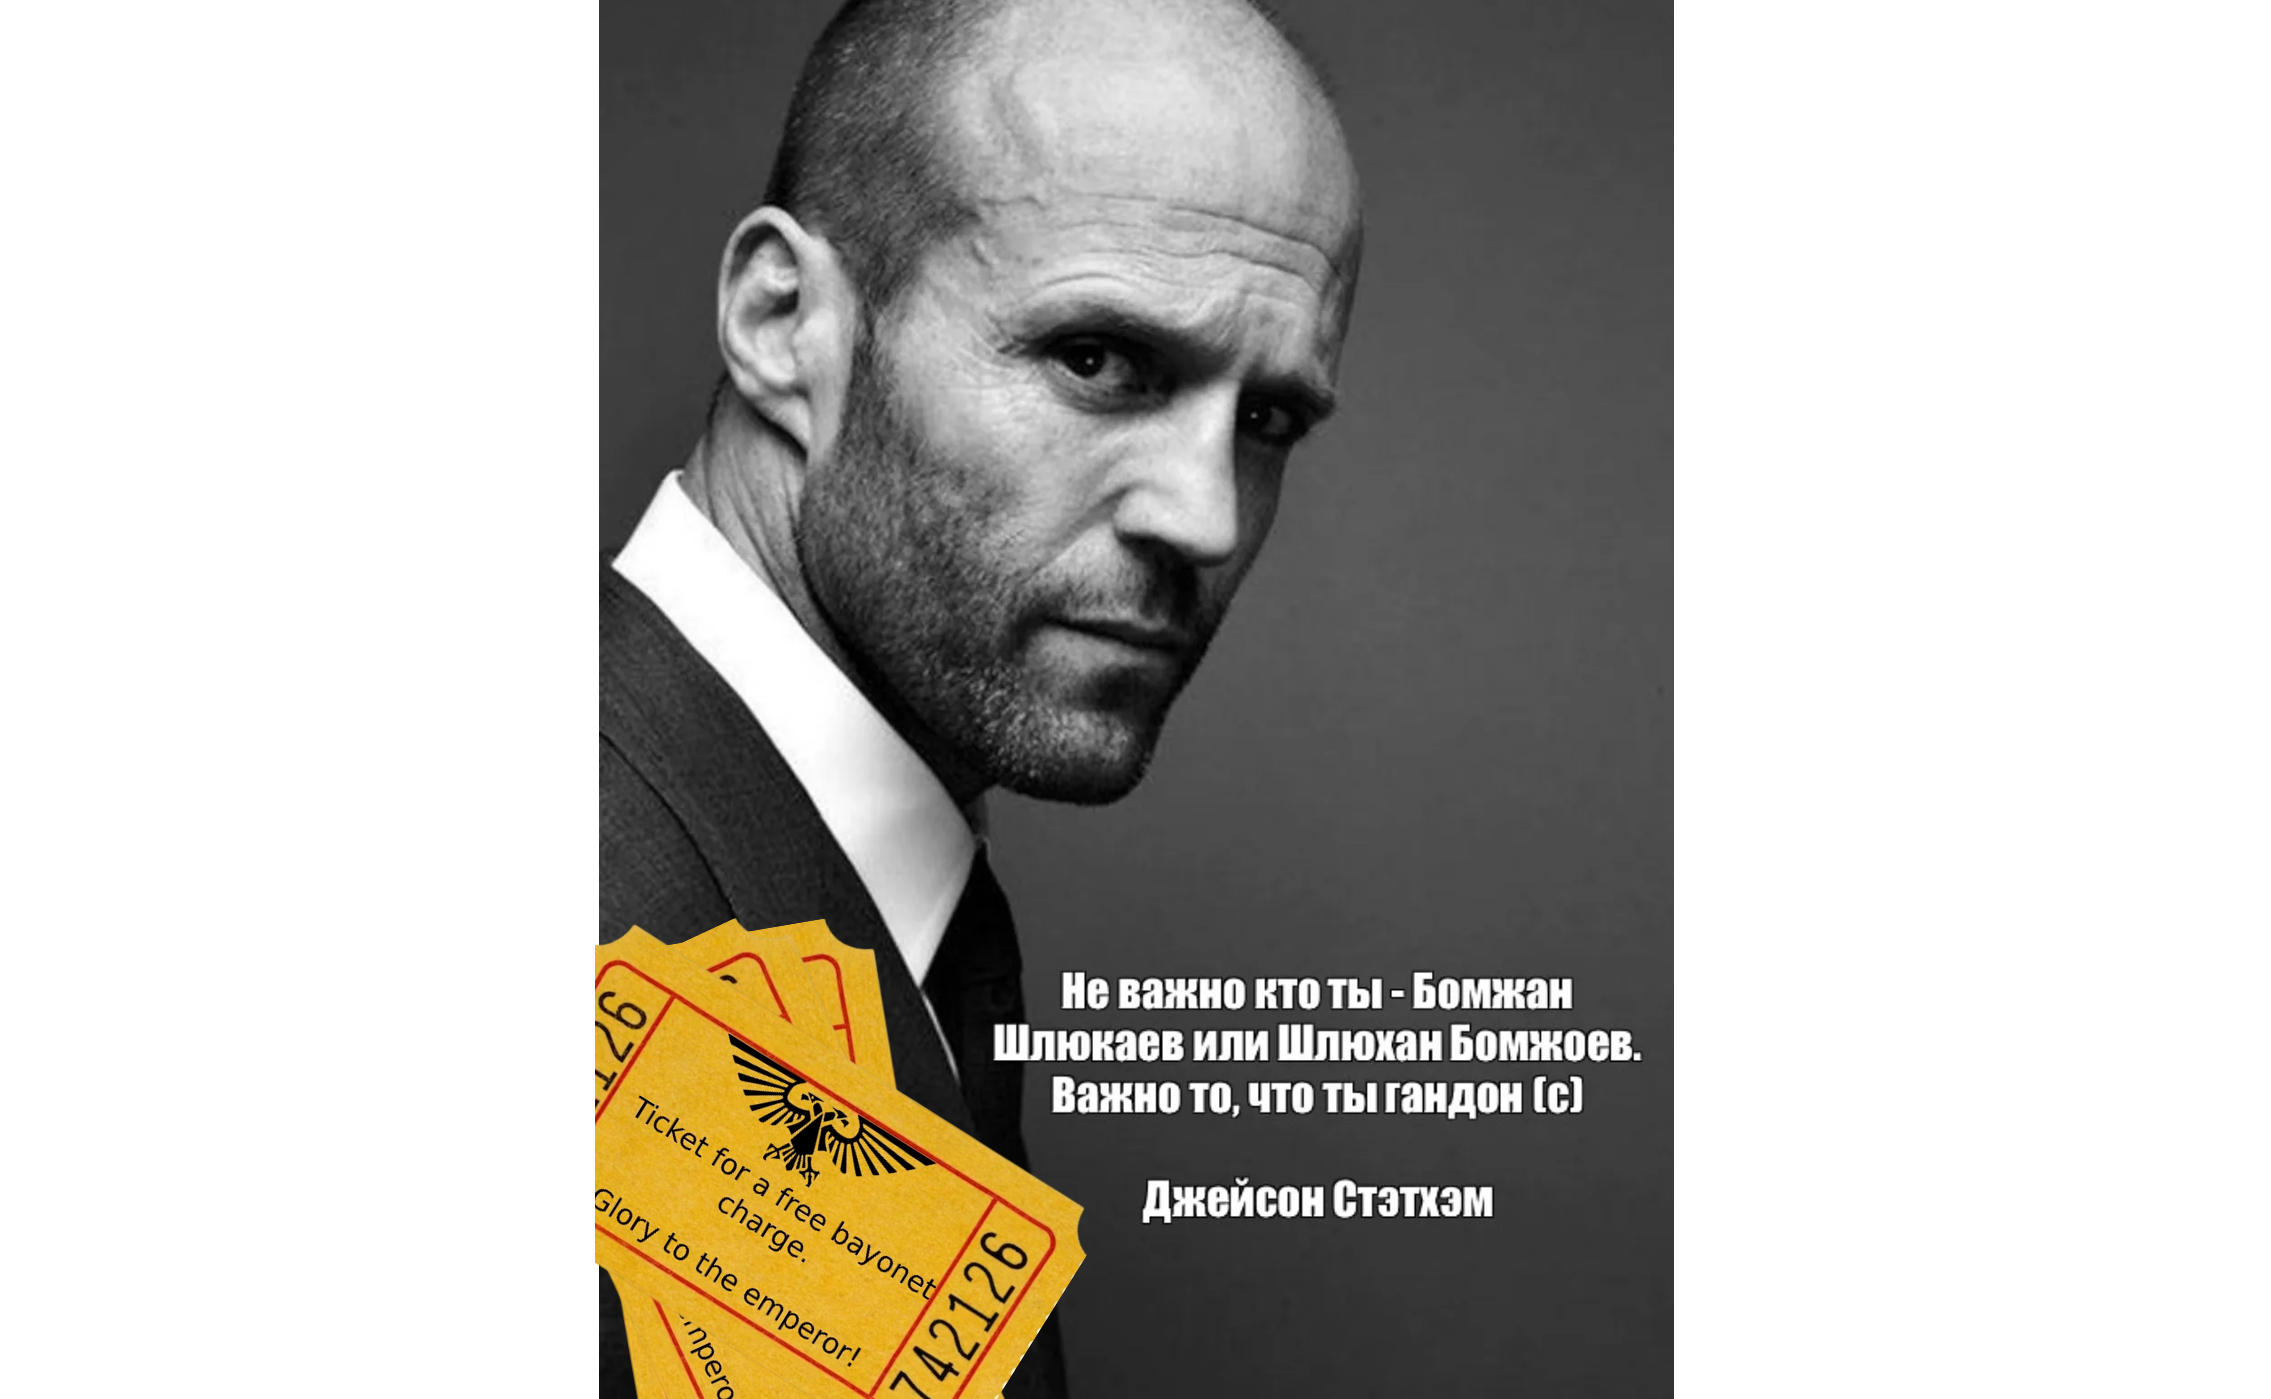 Не важно кто ты - Бомжан
Шлюкаев или Шлюхан Бомжоев.
Важно то, что ты гандон (с)
Джейсон Стэтхэм
126
Ticket for a free bayonet
charge.
Glory to the emperor!
742126